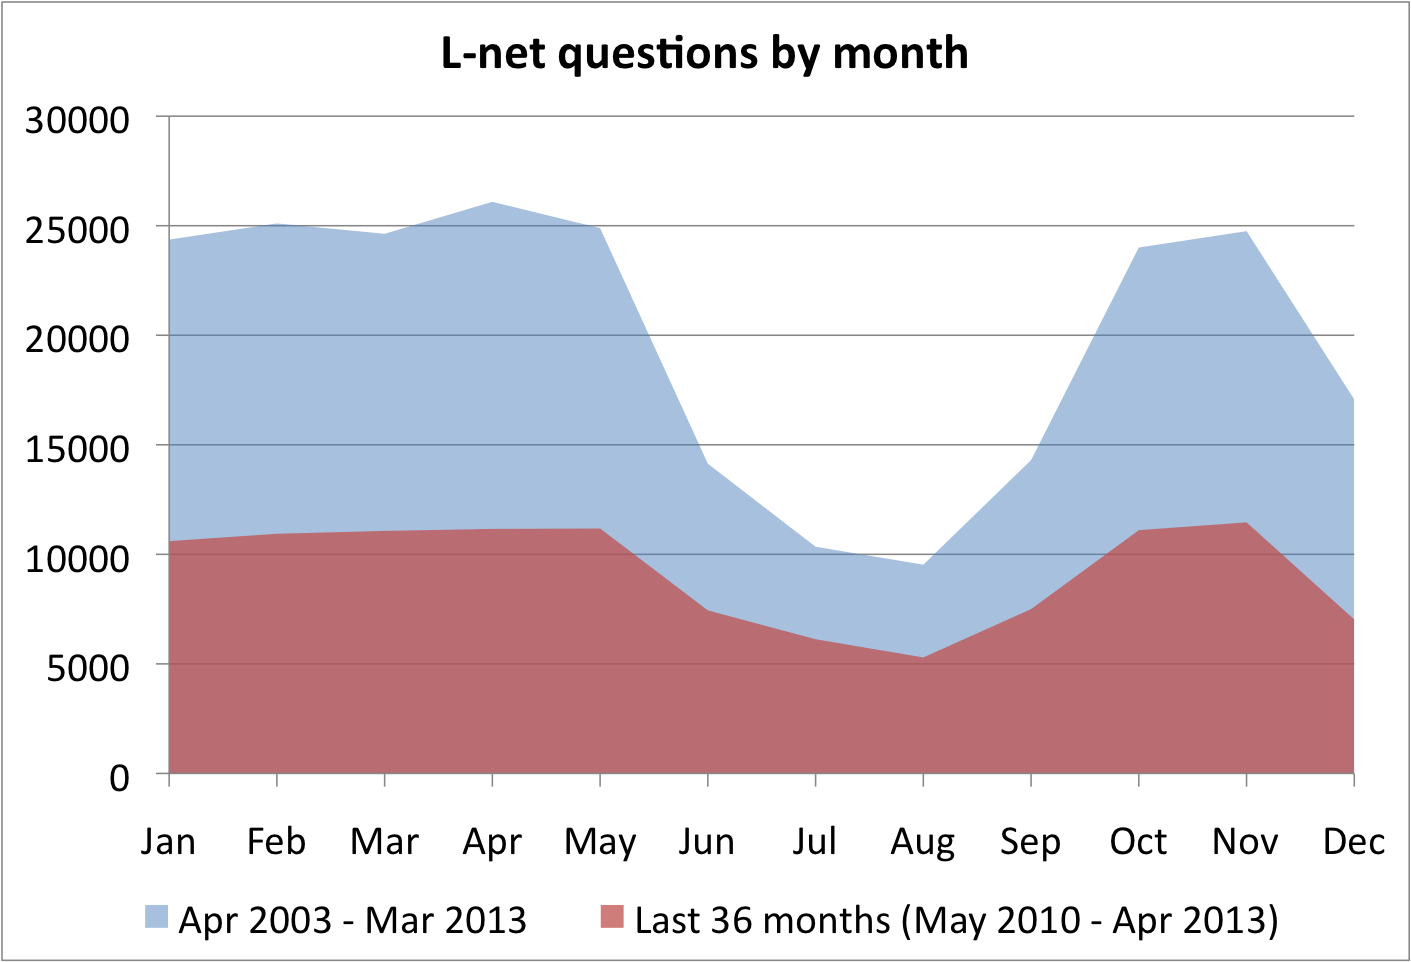 L-net questions by month
30000
25000
20000
15000
10000
5000
0
Jan Feb Mar Apr May Jun Jul Aug Sep Oct Nov Dec
Apr 2003 - Mar 2013 Last 36 months (May 2010 - Apr 2013)